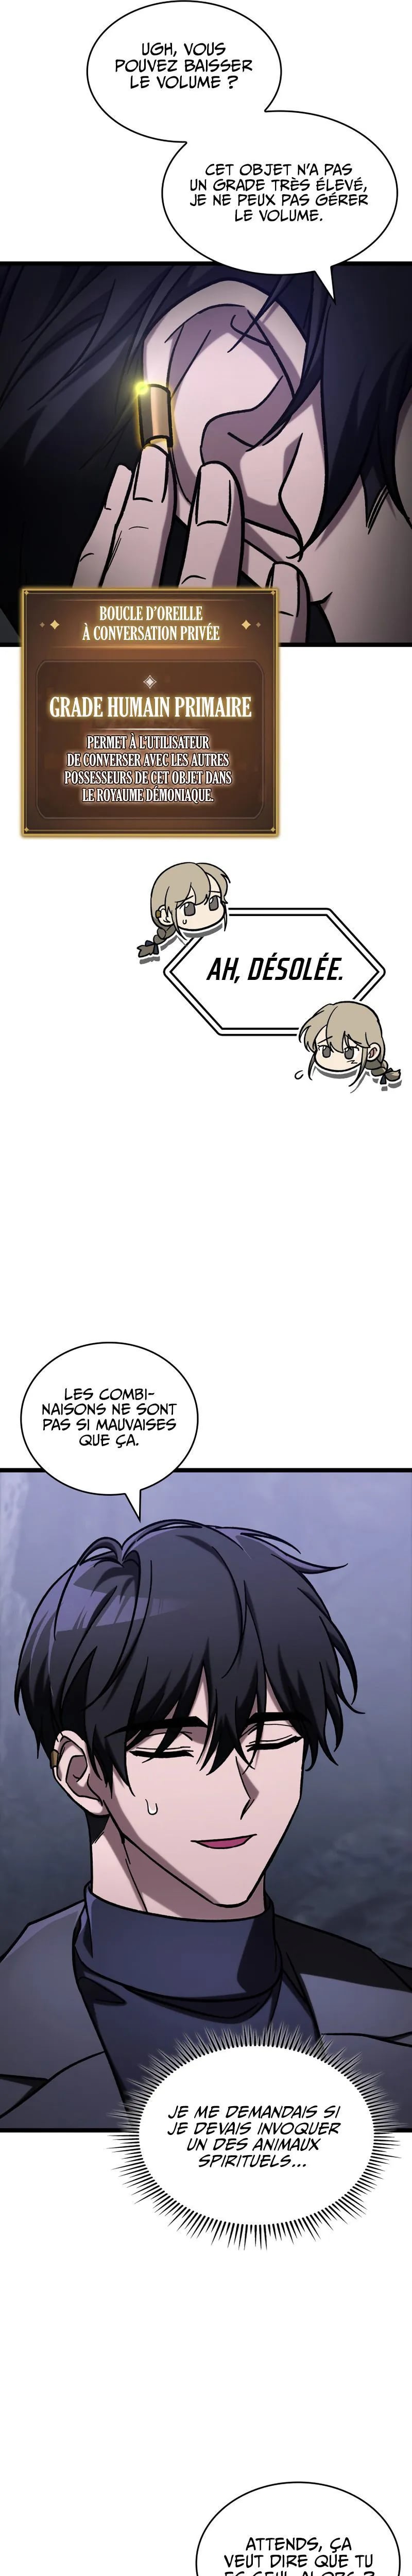 UGH, VOUS
POUVEZ BAISSER
LE VOLUME ?
CET OBJET N'A PAS
UN GRADE TRÈS ÉLEVÉ,
JE NE PEUX PAS GÉRER
LE VOLUME.
BOUCLE D'OREILLE
À CONVERSATION PRIVÉE
GRADE HUMAIN PRIMAIRE
PERMET À L'UTILISATEUR
DE CONVERSER AVEC LES AUTRES
POSSESSEURS DE CET OBJET DANS
LE ROYAUME DÉMONIAQUE.
AH, DÉSOLÉE.
LES COMBI-
NAISONS NE SONT
PAS SI MAUVAISES
QUE ÇA.
JE ME DEMANDAIS SI
JE DEVAIS INVOQUER
UN DES ANIMAUX
SPIRITUELS...
ATTENDS, ÇA
VEUT DIRE QUE TU
ES SEUL ALORS ?